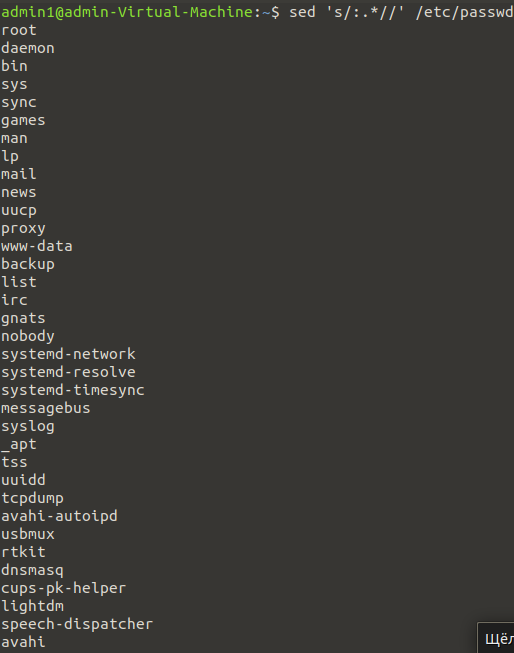 admin1@admin-Virtual-Machine:~$ sed 's/:.*//' /etc/passwd
root
daemon
bin
sys
sync
games
man
lp
mail
news
uucp
proxy
www-data
backup
list
irc
gnats
nobody
systemd-network
systemd-resolve
systemd-timesync
messagebus
syslog
_apt
tss
uuidd
tcpdump
avahi-autoipd
usbmux
rtkit
dnsmasq
cups-pk-helper
lightdm
speech-dispatcher
avahi